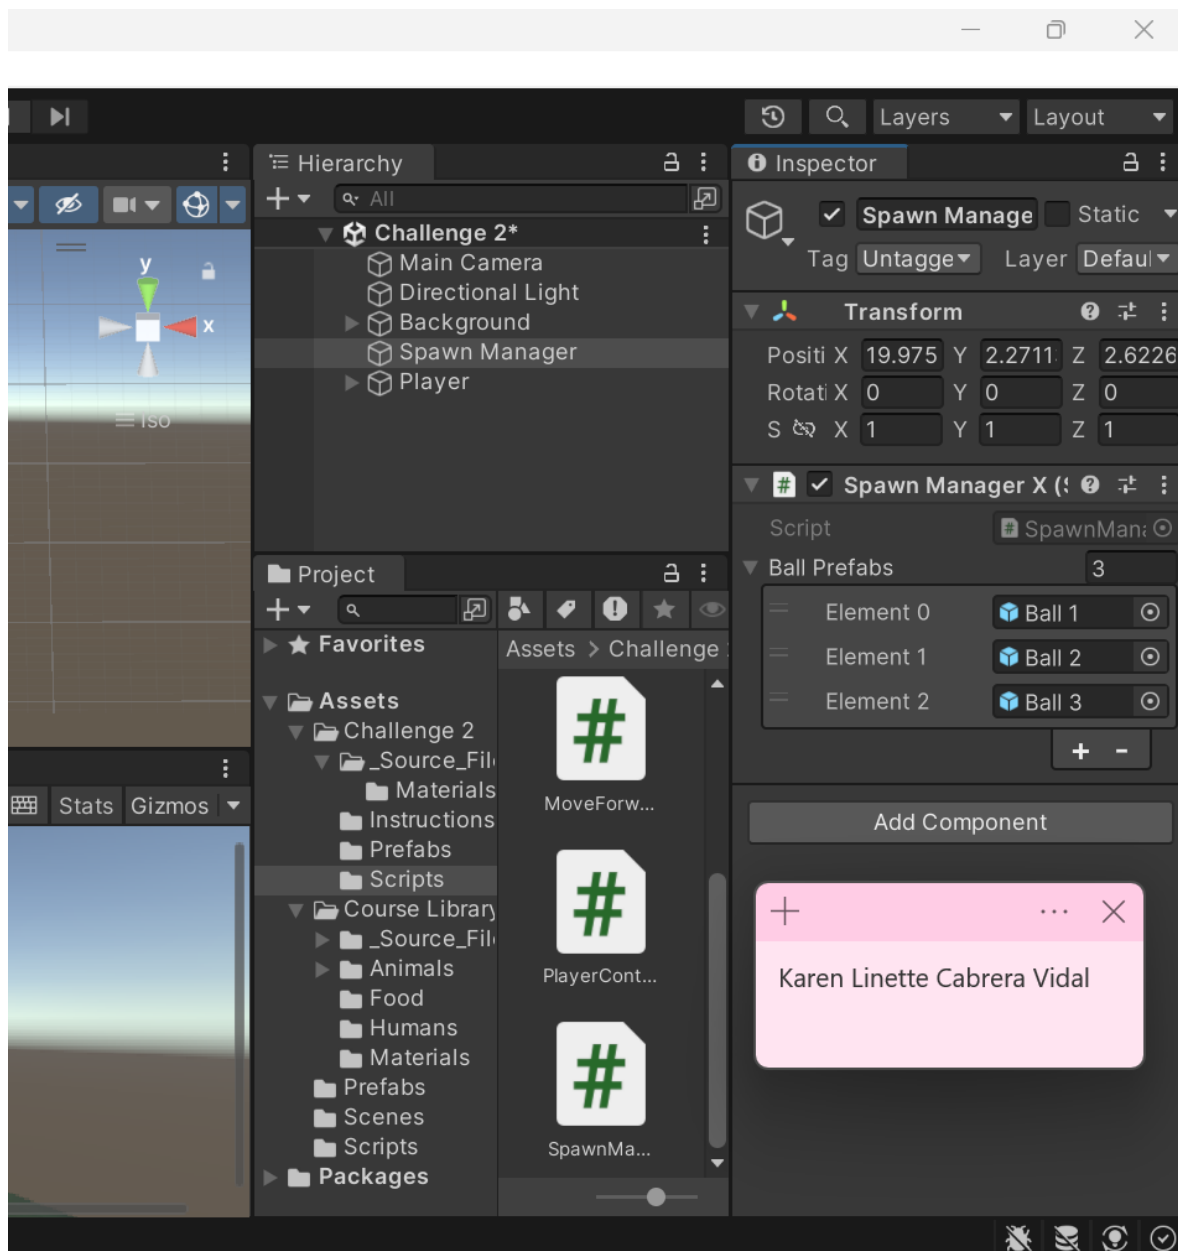 Layers
Layout
Hierarchy
All
Challenge 2*
Main Camera
Directional Light
Background
Spawn Manager
Player
y
x
Iso
Inspector
Spawn Manage
Static
Tag Untagge
Layer Defaul
Transform
Positi X 19.975 Y 2.2711 Z 2.6226
Rotati X 0 Y 0 Z 0
S X 1 Y 1 Z 1
Spawn Manager X (
Script SpawnMana
Ball Prefabs 3
Element 0 Ball 1
Element 1 Ball 2
Element 2 Ball 3
+ -
Add Component
Karen Linette Cabrera Vidal
Project
Favorites
Assets
Challenge 2
_Source_Fil
Materials
Instructions
Prefabs
Scripts
Course Library
_Source_Fil
Animals
Food
Humans
Materials
Prefabs
Scenes
Scripts
Packages
Assets > Challenge
#
MoveForw...
#
PlayerCont...
#
SpawnMa...
Stats Gizmos